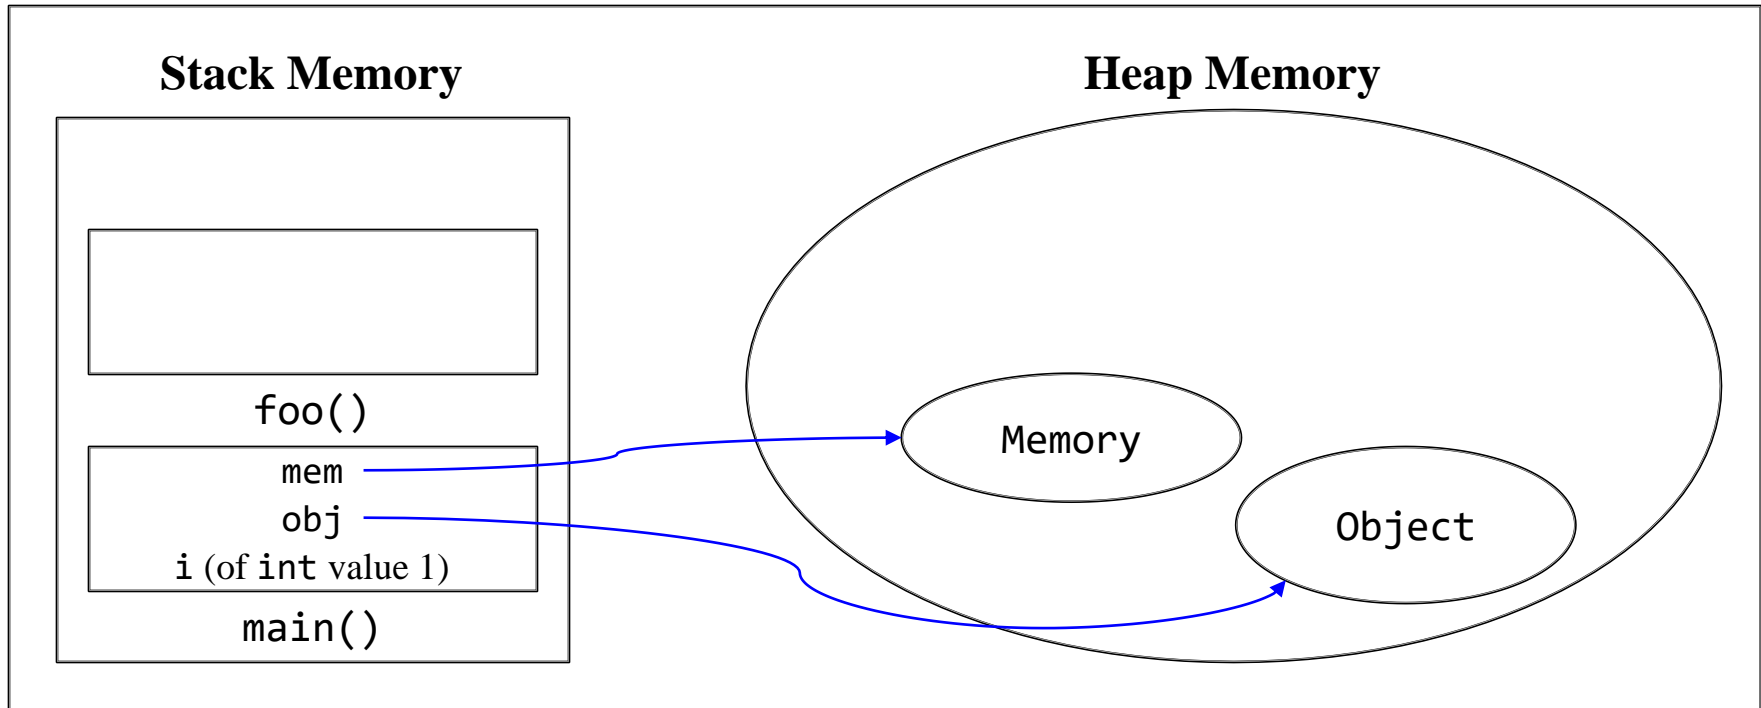 Stack Memory
Heap Memory
foo()
mem
obj
i (of int value 1)
main()
Memory
Object